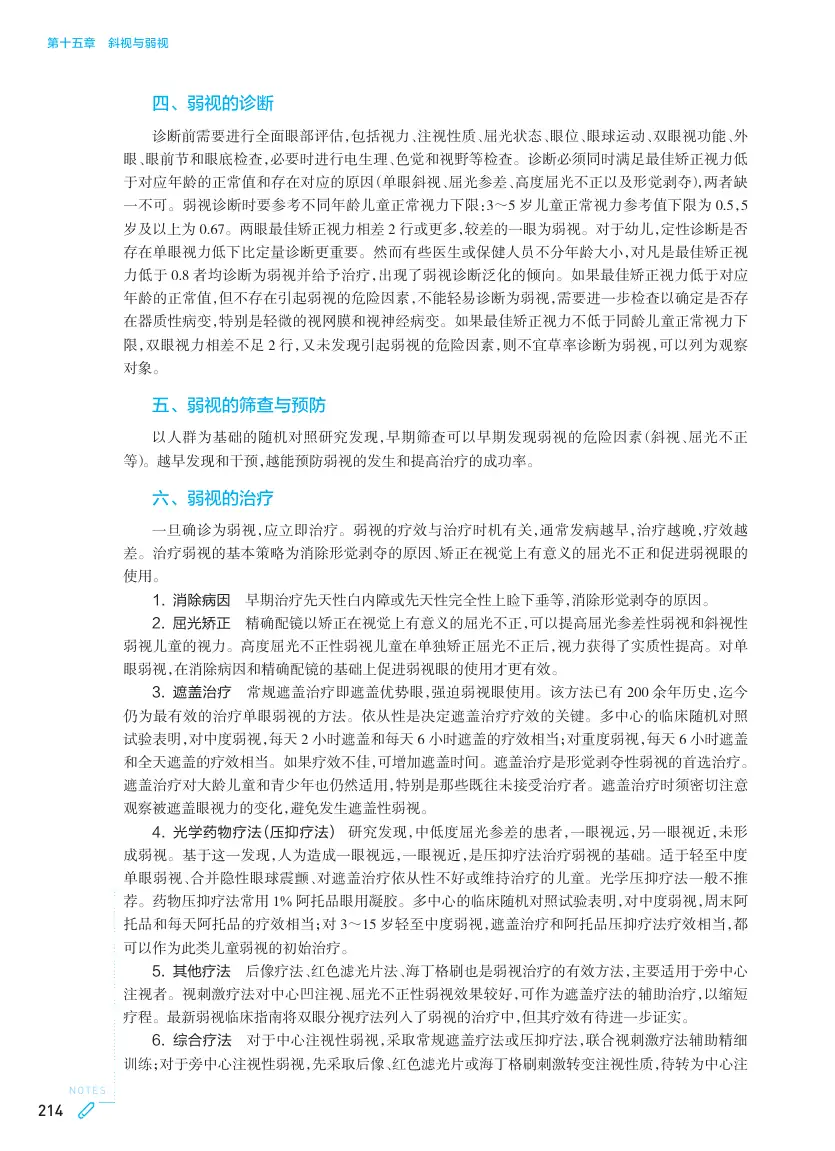 第十五章　斜视与弱视
四、弱视的诊断
诊断前需要进行全面眼部评估,包括视力、注视性质、屈光状态、眼位、眼球运动、双眼视功能、外
眼、眼前节和眼底检查,必要时进行电生理、色觉和视野等检查。诊断必须同时满足最佳矫正视力低
于对应年龄的正常值和存在对应的原因(单眼斜视、屈光参差、高度屈光不正以及形觉剥夺),两者缺
一不可。弱视诊断时要参考不同年龄儿童正常视力下限:3～5 岁儿童正常视力参考值下限为 0.5,5
岁及以上为 0.67。两眼最佳矫正视力相差 2 行或更多,较差的一眼为弱视。对于幼儿,定性诊断是否
存在单眼视力低下比定量诊断更重要。然而有些医生或保健人员不分年龄大小,对凡是最佳矫正视
力低于 0.8 者均诊断为弱视并给予治疗,出现了弱视诊断泛化的倾向。如果最佳矫正视力低于对应
年龄的正常值,但不存在引起弱视的危险因素,不能轻易诊断为弱视,需要进一步检查以确定是否存
在器质性病变,特别是轻微的视网膜和视神经病变。如果最佳矫正视力不低于同龄儿童正常视力下
限,双眼视力相差不足 2 行,又未发现引起弱视的危险因素,则不宜草率诊断为弱视,可以列为观察
对象。
五、弱视的筛查与预防
以人群为基础的随机对照研究发现,早期筛查可以早期发现弱视的危险因素(斜视、屈光不正
等)。越早发现和干预,越能预防弱视的发生和提高治疗的成功率。
六、弱视的治疗
一旦确诊为弱视,应立即治疗。弱视的疗效与治疗时机有关,通常发病越早,治疗越晚,疗效越
差。治疗弱视的基本策略为消除形觉剥夺的原因、矫正在视觉上有意义的屈光不正和促进弱视眼的
使用。
1. 消除病因　早期治疗先天性白内障或先天性完全性上睑下垂等,消除形觉剥夺的原因。
2. 屈光矫正　精确配镜以矫正在视觉上有意义的屈光不正,可以提高屈光参差性弱视和斜视性
弱视儿童的视力。高度屈光不正性弱视儿童在单独矫正屈光不正后,视力获得了实质性提高。对单
眼弱视,在消除病因和精确配镜的基础上促进弱视眼的使用才更有效。
3. 遮盖治疗　常规遮盖治疗即遮盖优势眼,强迫弱视眼使用。该方法已有 200 余年历史,迄今
仍为最有效的治疗单眼弱视的方法。依从性是决定遮盖治疗疗效的关键。多中心的临床随机对照
试验表明,对中度弱视,每天 2 小时遮盖和每天 6 小时遮盖的疗效相当;对重度弱视,每天 6 小时遮盖
和全天遮盖的疗效相当。如果疗效不佳,可增加遮盖时间。遮盖治疗是形觉剥夺性弱视的首选治疗。
遮盖治疗对大龄儿童和青少年也仍然适用,特别是那些既往未接受治疗者。遮盖治疗时须密切注意
观察被遮盖眼视力的变化,避免发生遮盖性弱视。
4. 光学药物疗法(压抑疗法)　研究发现,中低度屈光参差的患者,一眼视远,另一眼视近,未形
成弱视。基于这一发现,人为造成一眼视远,一眼视近,是压抑疗法治疗弱视的基础。适于轻至中度
单眼弱视、合并隐性眼球震颤、对遮盖治疗依从性不好或维持治疗的儿童。光学压抑疗法一般不推
荐。药物压抑疗法常用 1% 阿托品眼用凝胶。多中心的临床随机对照试验表明,对中度弱视,周末阿
托品和每天阿托品的疗效相当;对 3～15 岁轻至中度弱视,遮盖治疗和阿托品压抑疗法疗效相当,都
可以作为此类儿童弱视的初始治疗。
5. 其他疗法　后像疗法、红色滤光片法、海丁格刷也是弱视治疗的有效方法,主要适用于旁中心
注视者。视刺激疗法对中心凹注视、屈光不正性弱视效果较好,可作为遮盖疗法的辅助治疗,以缩短
疗程。最新弱视临床指南将双眼分视疗法列入了弱视的治疗中,但其疗效有待进一步证实。
6. 综合疗法　对于中心注视性弱视,采取常规遮盖疗法或压抑疗法,联合视刺激疗法辅助精细
训练;对于旁中心注视性弱视,先采取后像、红色滤光片或海丁格刷刺激转变注视性质,待转为中心注
NOTES
214